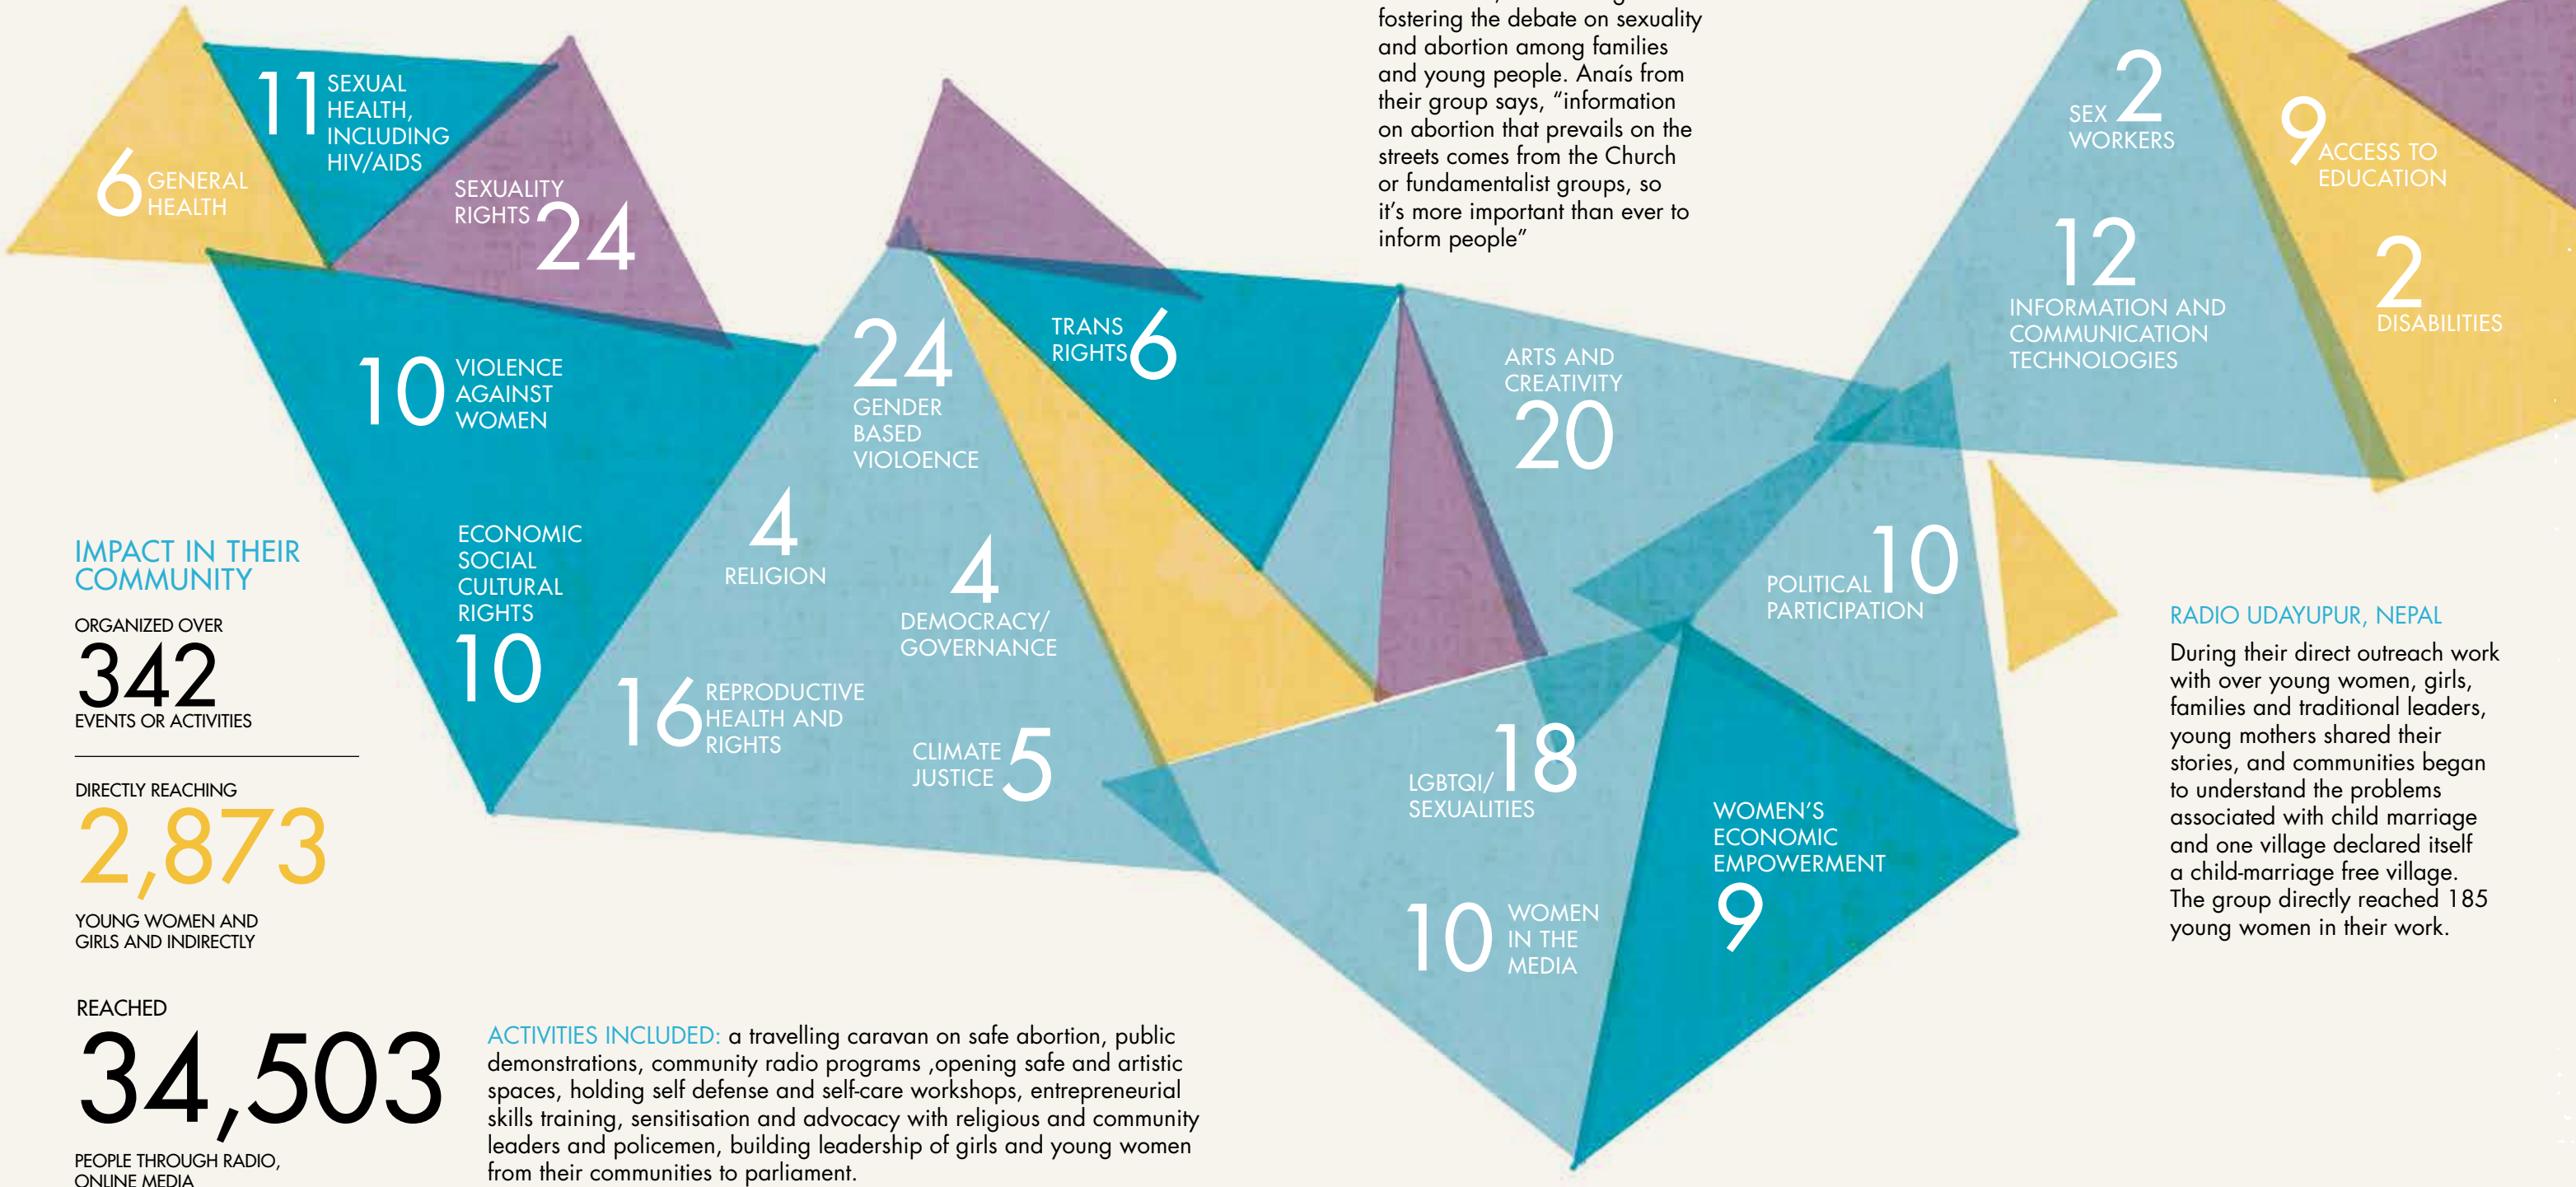 6 GENERAL
HEALTH
11 SEXUAL
HEALTH,
INCLUDING
HIV/AIDS
SEXUALITY
RIGHTS 24
10 VIOLENCE
AGAINST
WOMEN
ECONOMIC
SOCIAL
CULTURAL
RIGHTS
10
24
GENDER
BASED
VIOLOENCE
4
RELIGION
4
DEMOCRACY/
GOVERNANCE
16 REPRODUCTIVE
HEALTH AND
RIGHTS
CLIMATE
JUSTICE 5
TRANS
RIGHTS 6
fostering the debate on sexuality
and abortion among families
and young people. Anaís from
their group says, “information
on abortion that prevails on the
streets comes from the Church
or fundamentalist groups, so
it’s more important than ever to
inform people”
ARTS AND
CREATIVITY
20
POLITICAL 10
PARTICIPATION
LGBTQI/ 18
SEXUALITIES
10 WOMEN
IN THE
MEDIA
WOMEN’S
ECONOMIC
EMPOWERMENT
9
SEX 2
WORKERS
12
INFORMATION AND
COMMUNICATION
TECHNOLOGIES
9 ACCESS TO
EDUCATION
2
DISABILITIES
IMPACT IN THEIR
COMMUNITY
ORGANIZED OVER
342
EVENTS OR ACTIVITIES
DIRECTLY REACHING
2,873
YOUNG WOMEN AND
GIRLS AND INDIRECTLY
REACHED
34,503
PEOPLE THROUGH RADIO,
ONLINE MEDIA
ACTIVITIES INCLUDED: a travelling caravan on safe abortion, public
demonstrations, community radio programs ,opening safe and artistic
spaces, holding self defense and self-care workshops, entrepreneurial
skills training, sensitisation and advocacy with religious and community
leaders and policemen, building leadership of girls and young women
from their communities to parliament.
RADIO UDAYUPUR, NEPAL
During their direct outreach work
with over young women, girls,
families and traditional leaders,
young mothers shared their
stories, and communities began
to understand the problems
associated with child marriage
and one village declared itself
a child-marriage free village.
The group directly reached 185
young women in their work.